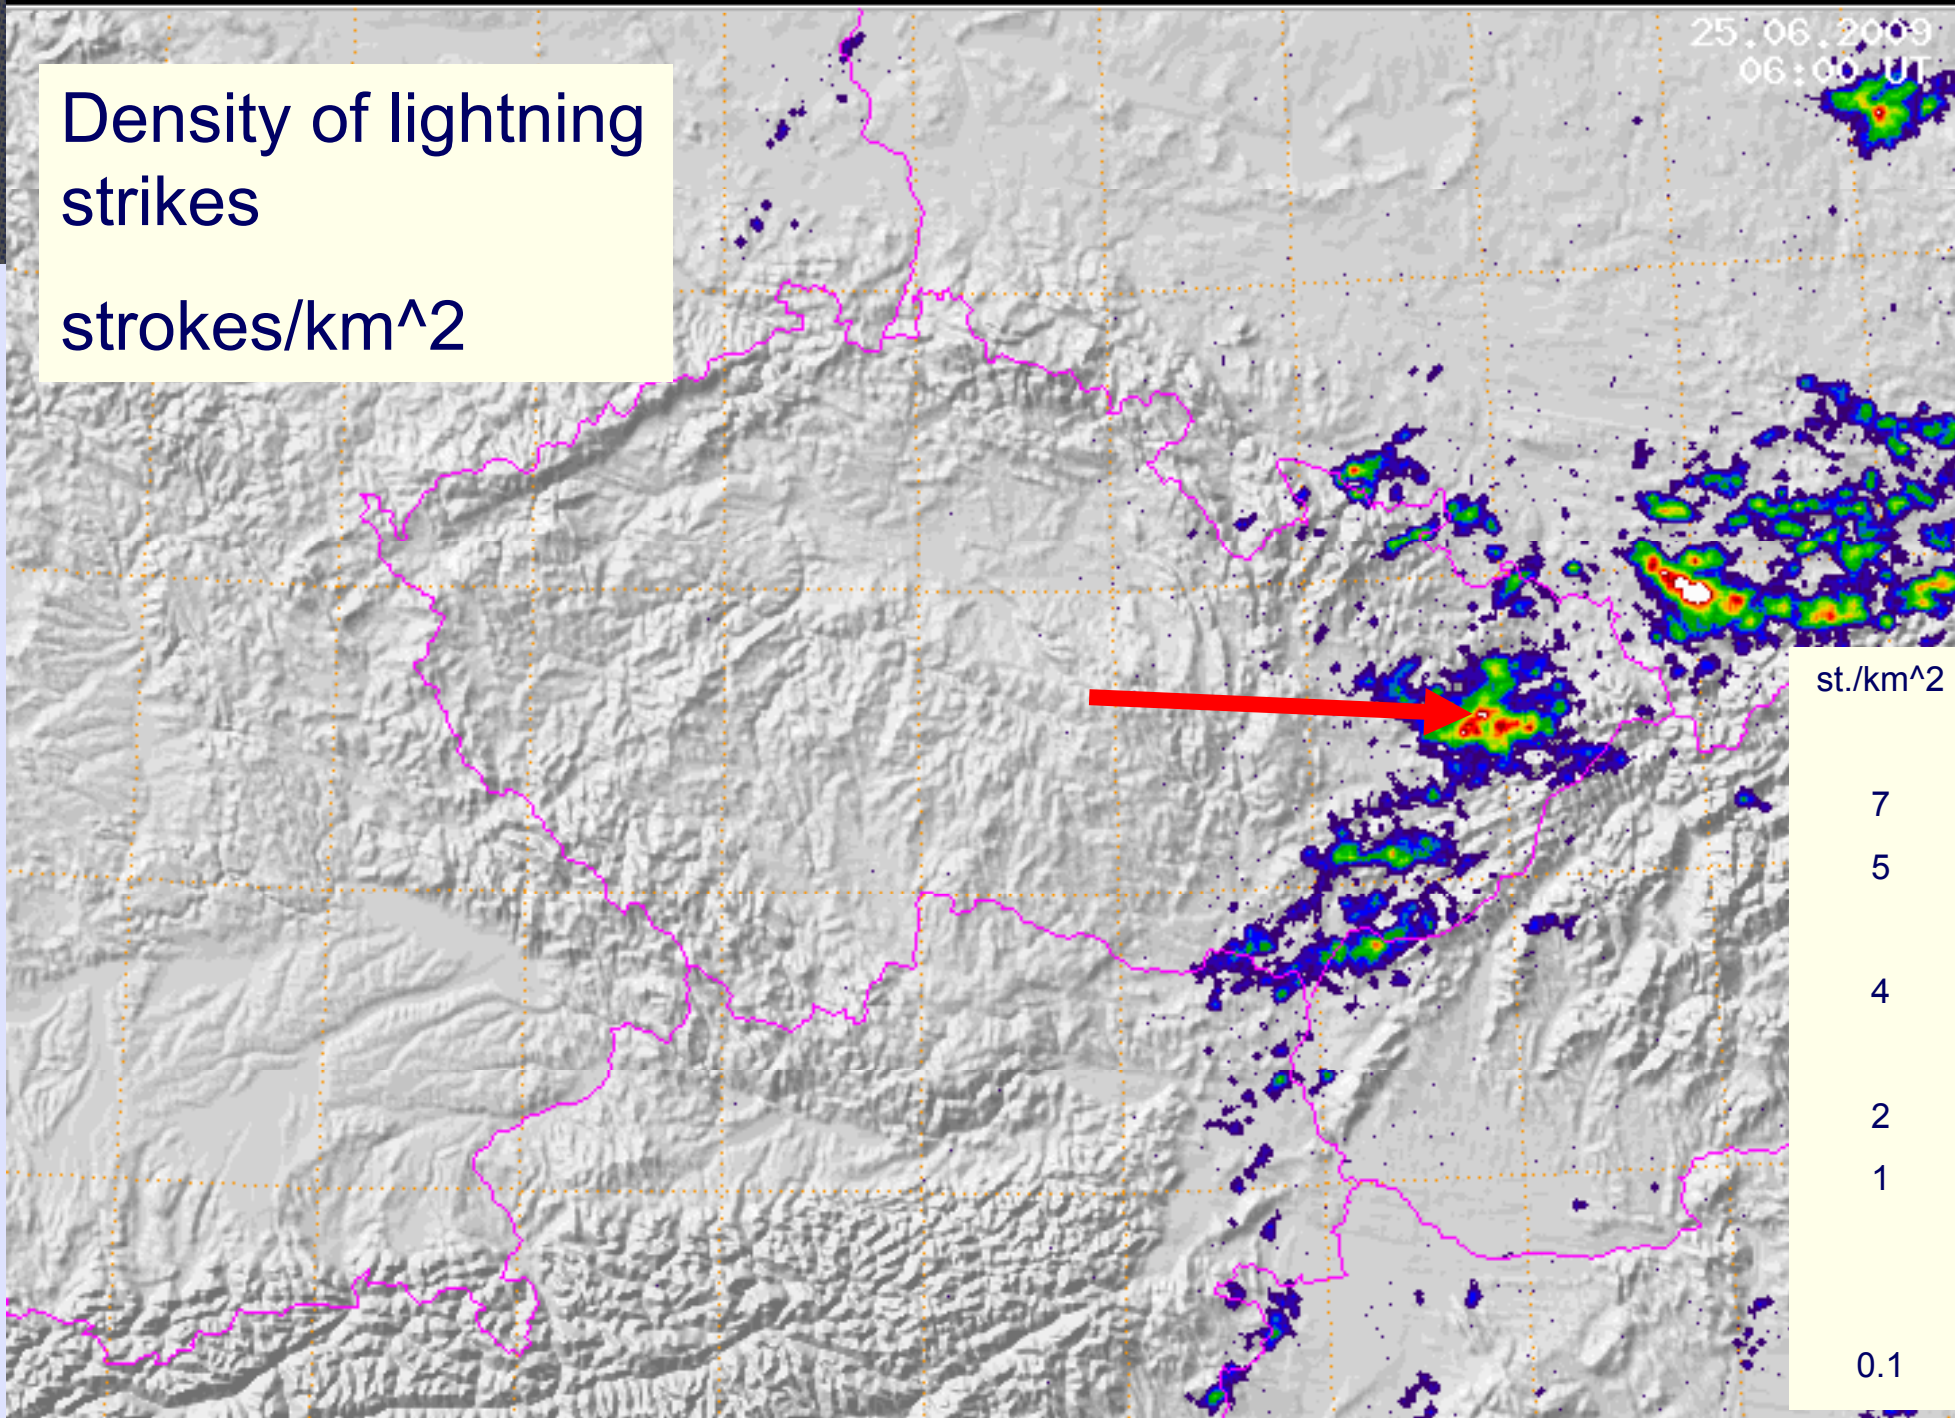 25.06.2009
06:00 UT
Density of lightning
strikes
strokes/km^2
st./km^2
7
5
4
2
1
0.1